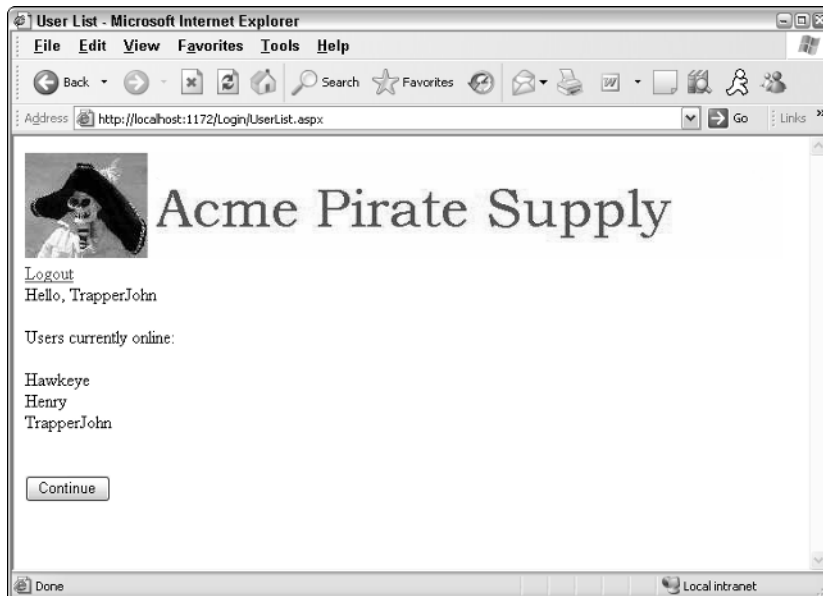 User List - Microsoft Internet Explorer
File Edit View Favorites Tools Help
Back Search Favorites
Address http://localhost:1172/Login/UserList.aspx Go Links »
Acme Pirate Supply
Logout
Hello, TrapperJohn
Users currently online:
Hawkeye
Henry
TrapperJohn
Continue
Done Local intranet